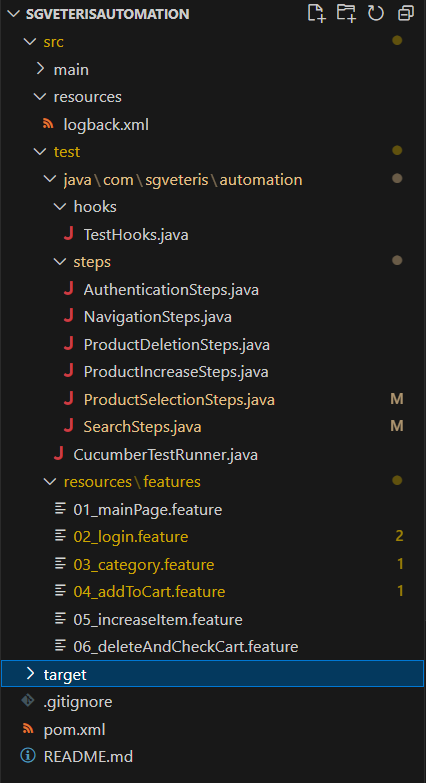 SGVETERISAUTOMATION
src
main
resources
logback.xml
test
java\com\sgveteris\automation
hooks
TestHooks.java
steps
AuthenticationSteps.java
NavigationSteps.java
ProductDeletionSteps.java
ProductIncreaseSteps.java
ProductSelectionSteps.java M
SearchSteps.java M
CucumberTestRunner.java
resources\features
01_mainPage.feature
02_login.feature 2
03_category.feature 1
04_addToCart.feature 1
05_increaseItem.feature
06_deleteAndCheckCart.feature
target
.gitignore
pom.xml
README.md